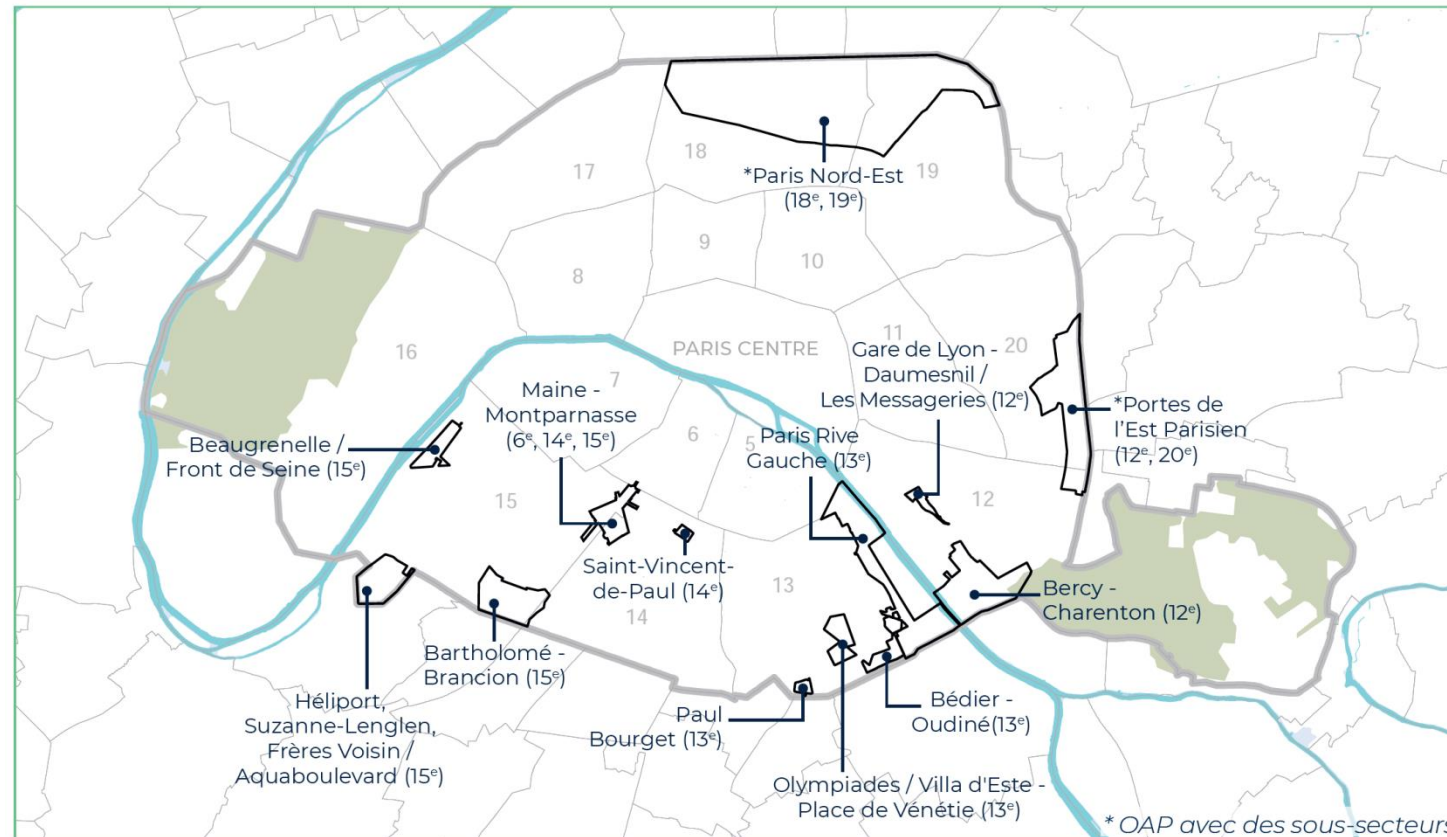 17
18
19
*Paris Nord-Est
(18ᵉ, 19ᵉ)
8
9
10
16
PARIS CENTRE
11
20
7
6
5
Maine -
Montparnasse
(6ᵉ, 14ᵉ, 15ᵉ)
Gare de Lyon -
Daumesnil /
Les Messageries (12ᵉ)
*Portes de
l'Est Parisien
(12ᵉ, 20ᵉ)
Beaugrenelle /
Front de Seine (15ᵉ)
Paris Rive
Gauche (13ᵉ)
15
12
Saint-Vincent-
de-Paul (14ᵉ)
13
14
Bercy -
Charenton (12ᵉ)
Bartholomé -
Brancion (15ᵉ)
Héliport,
Suzanne-Lenglen,
Frères Voisin /
Aquaboulevard (15ᵉ)
Paul
Bourget (13ᵉ)
Bédier -
Oudiné(13ᵉ)
Olympiades / Villa d'Este -
Place de Vénétie (13ᵉ)
* OAP avec des sous-secteurs